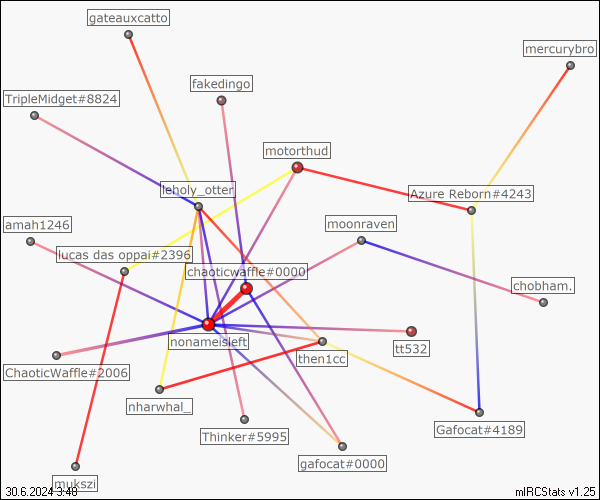 gateauxcatto
mercurybro
fakedingo
TripleMidget#8824
motorthud
leholy_otter
Azure Reborn#4243
amah1246
moonraven
lucas das oppai#2396
chaoticwaffle#0000
chobham.
nonameisleft
tt532
then1cc
ChaoticWaffle#2006
nharwhal_
Thinker#5995
Gafocat#4189
gafocat#0000
mukszi
30.6.2024 3:48
mIRCStats v1.25